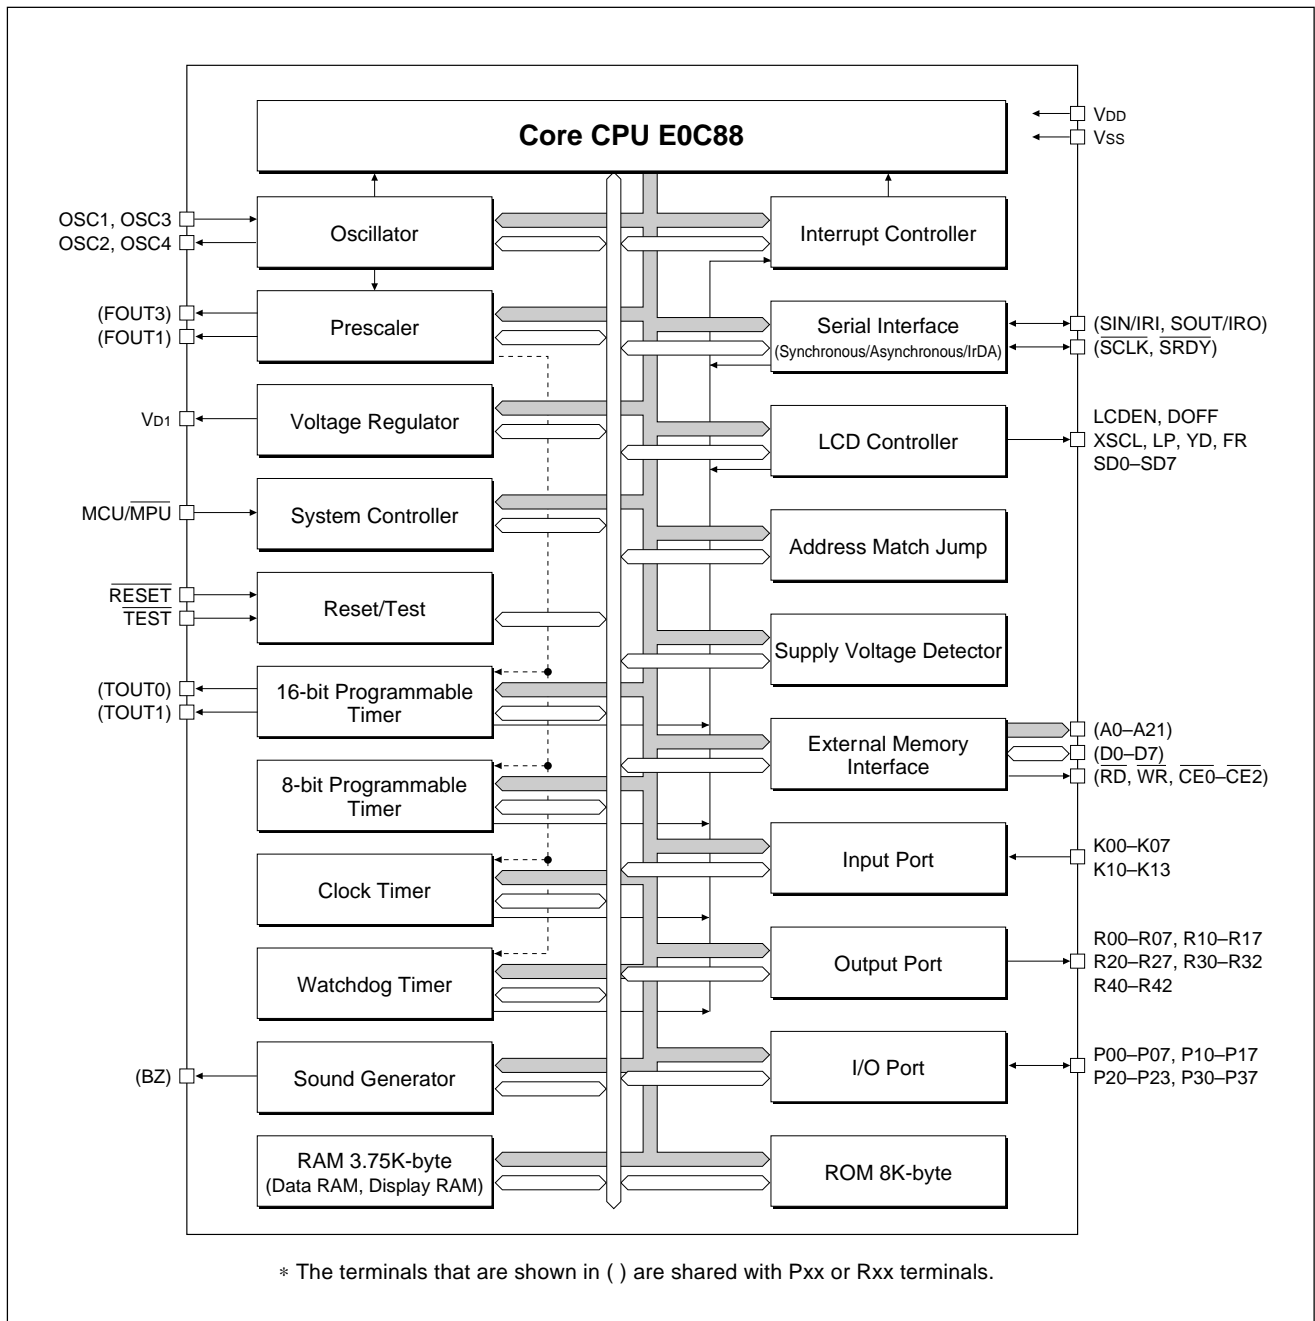 Core CPU E0C88
VDD
VSS
OSC1, OSC3
OSC2, OSC4
Oscillator
Interrupt Controller
(FOUT3)
(FOUT1)
Prescaler
Serial Interface
(Synchronous/Asynchronous/IrDA)
(SIN/IRI, SOUT/IRO)
(SCLK, SRDY)
VD1
Voltage Regulator
LCD Controller
LCDEN, DOFF
XSCL, LP, YD, FR
SD0–SD7
MCU/MPU
System Controller
Address Match Jump
RESET
TEST
Reset/Test
Supply Voltage Detector
(TOUT0)
(TOUT1)
16-bit Programmable
Timer
External Memory
Interface
(A0–A21)
(D0–D7)
(RD, WR, CE0–CE2)
8-bit Programmable
Timer
Input Port
K00–K07
K10–K13
Clock Timer
Output Port
R00–R07, R10–R17
R20–R27, R30–R32
R40–R42
Watchdog Timer
I/O Port
P00–P07, P10–P17
P20–P23, P30–P37
(BZ)
Sound Generator
RAM 3.75K-byte
(Data RAM, Display RAM)
ROM 8K-byte
* The terminals that are shown in ( ) are shared with Pxx or Rxx terminals.